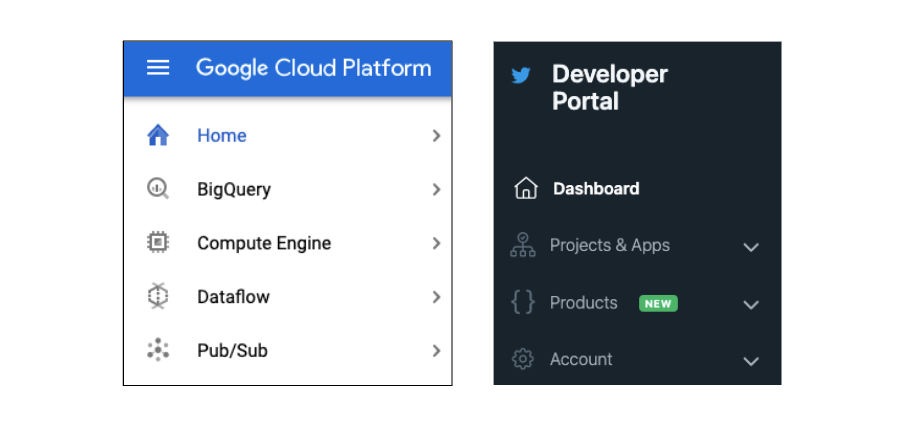 Google Cloud Platform
Home
BigQuery
Compute Engine
Dataflow
Pub/Sub
Developer
Portal
Dashboard
Projects & Apps
Products NEW
Account